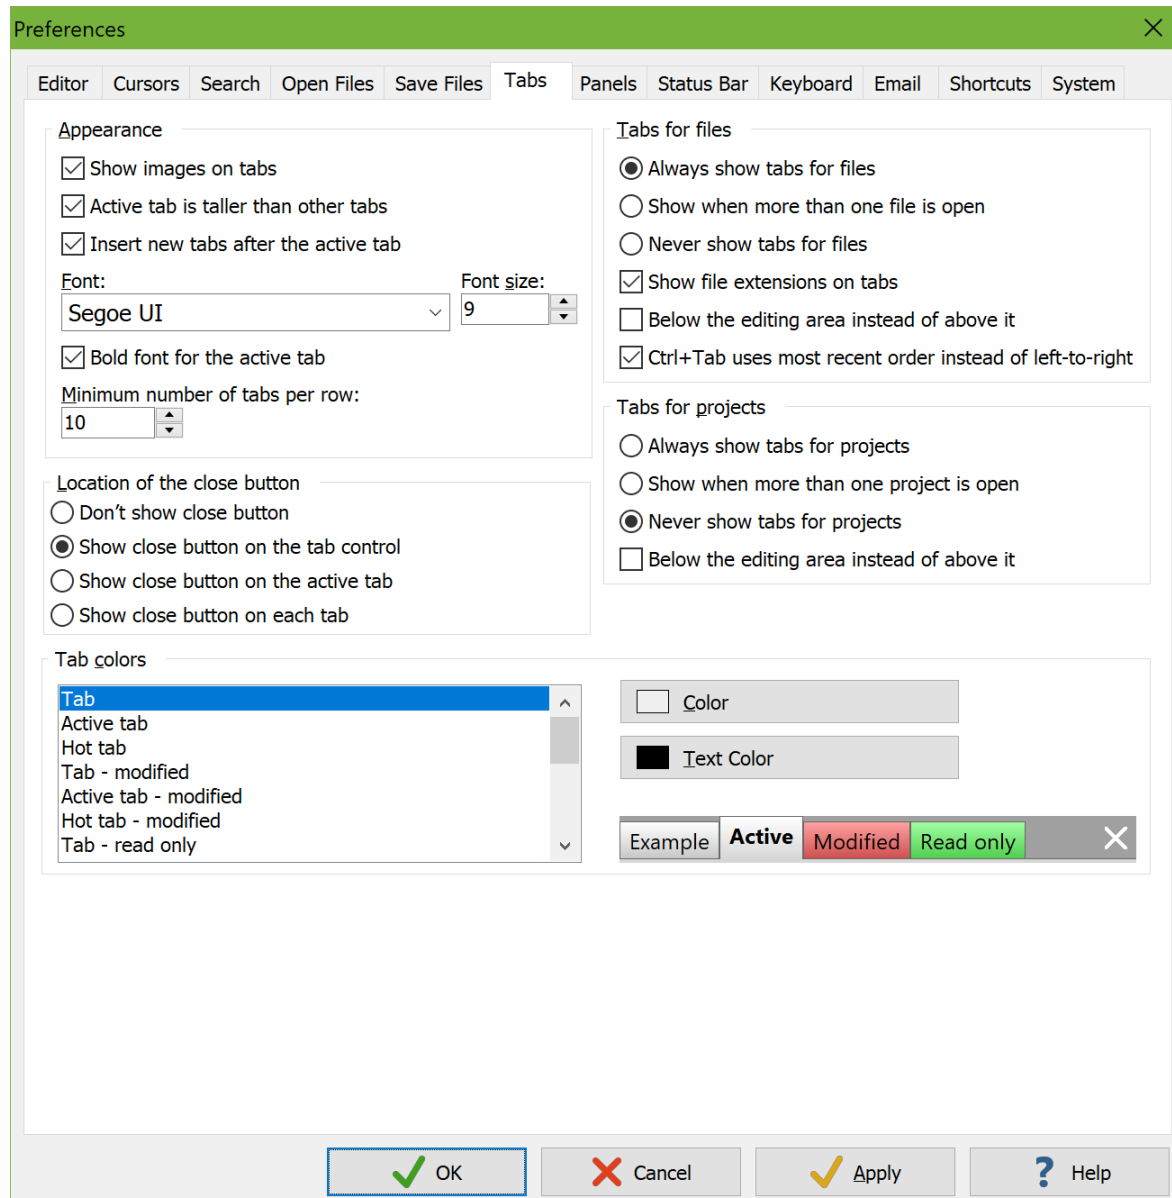 Preferences
Editor Cursors Search Open Files Save Files Tabs Panels Status Bar Keyboard Email Shortcuts System
Appearance
Show images on tabs
Active tab is taller than other tabs
Insert new tabs after the active tab
Font: Font size:
Segoe UI 9
Bold font for the active tab
Minimum number of tabs per row:
10
Location of the close button
Don't show close button
Show close button on the tab control
Show close button on the active tab
Show close button on each tab
Tabs for files
Always show tabs for files
Show when more than one file is open
Never show tabs for files
Show file extensions on tabs
Below the editing area instead of above it
Ctrl+Tab uses most recent order instead of left-to-right
Tabs for projects
Always show tabs for projects
Show when more than one project is open
Never show tabs for projects
Below the editing area instead of above it
Tab colors
Tab
Active tab
Hot tab
Tab - modified
Active tab - modified
Hot tab - modified
Tab - read only
Color
Text Color
Example Active Modified Read only
OK Cancel Apply Help